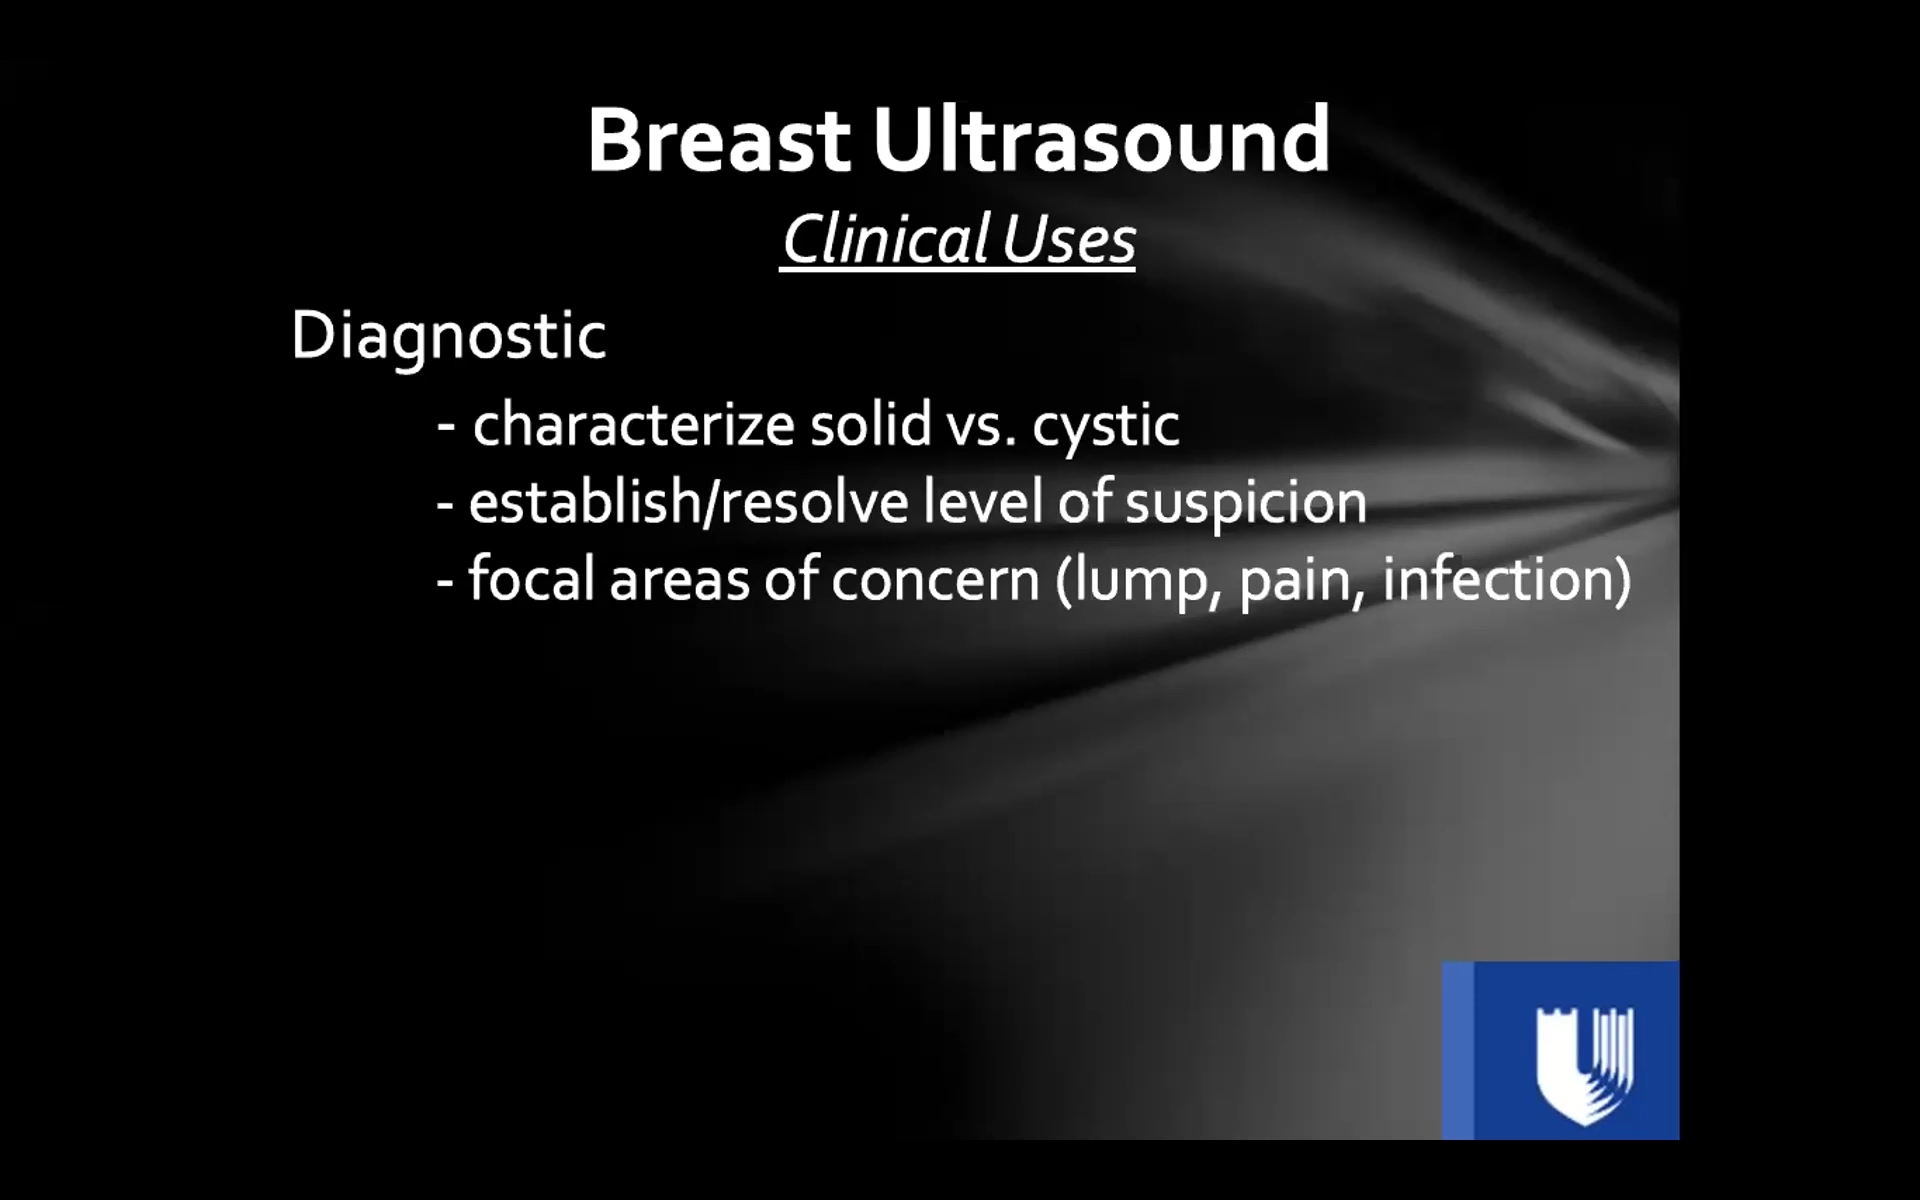 Breast Ultrasound
Clinical Uses
Diagnostic
- characterize solid vs. cystic
- establish/resolve level of suspicion
- focal areas of concern (lump, pain, infection)